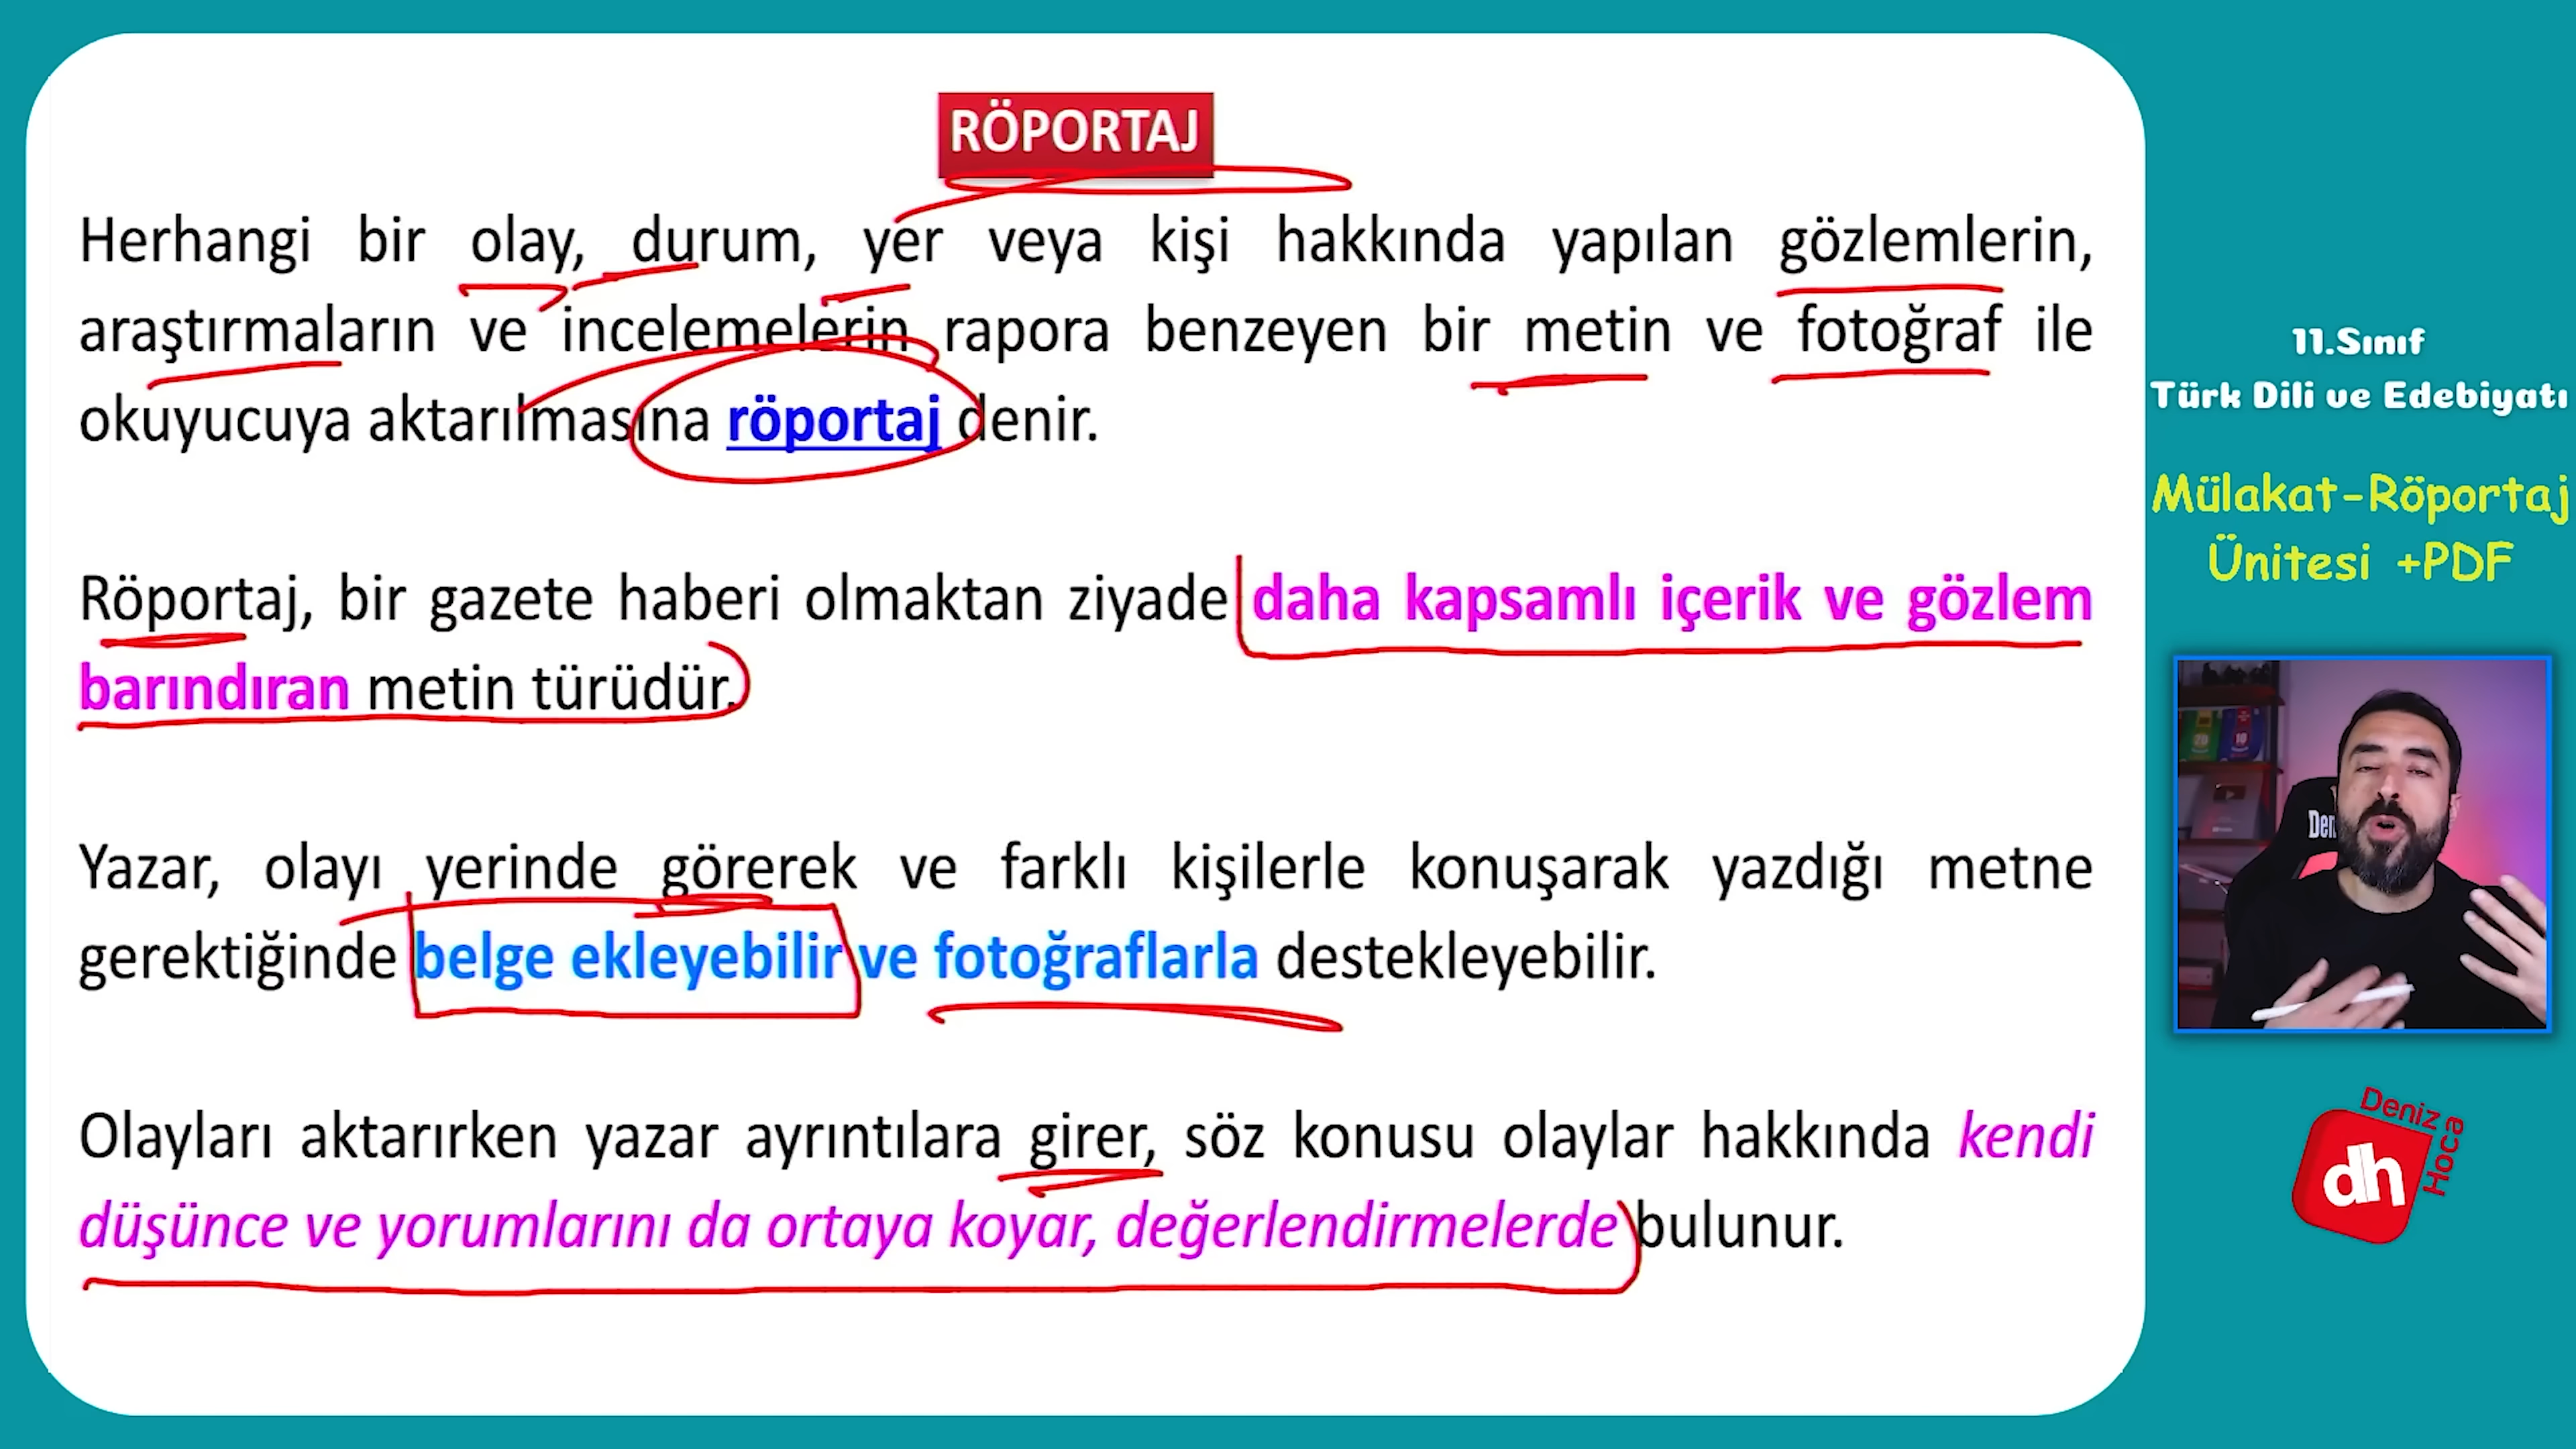 RÖPORTAJ
Herhangi bir olay, durum, yer veya kişi hakkında yapılan gözlemlerin,
araştırmaların ve incelemelerin rapora benzeyen bir metin ve fotoğraf ile
okuyucuya aktarılmasına röportaj denir.
Röportaj, bir gazete haberi olmaktan ziyade daha kapsamlı içerik ve gözlem
barındıran metin türüdür.
Yazar, olayı yerinde görerek ve farklı kişilerle konuşarak yazdığı metne
gerektiğinde belge ekleyebilir ve fotoğraflarla destekleyebilir.
Olayları aktarırken yazar ayrıntılara girer, söz konusu olaylar hakkında kendi
düşünce ve yorumlarını da ortaya koyar, değerlendirmelerde bulunur.
11.Sınıf
Türk Dili ve Edebiyatı
Mülakat-Röportaj
Ünitesi +PDF
Den
Deniz
Hoca
dh